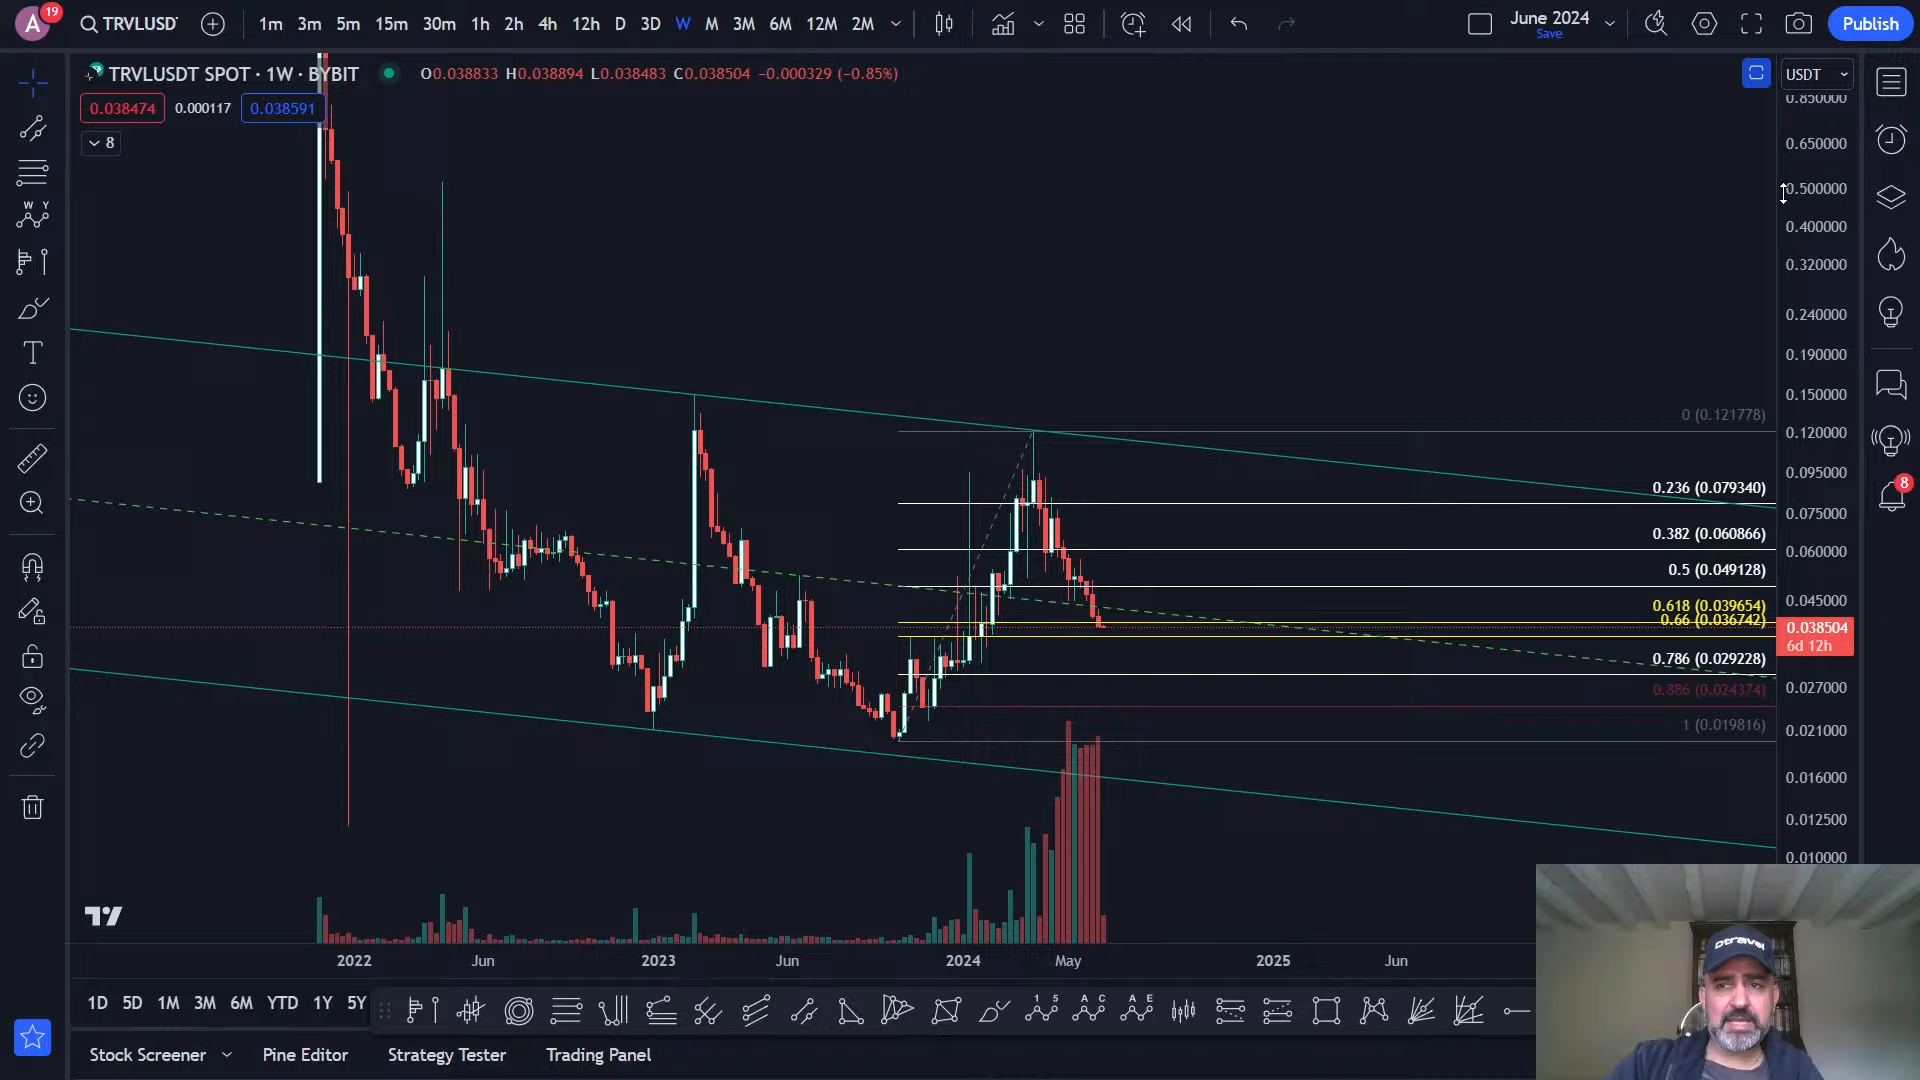 A 19 TRVLUSDT 1m 3m 5m 15m 30m 1h 2h 4h 12h D 3D W M 3M 6M 12M 2M June 2024 Save Publish
TRVLUSDT SPOT · 1W · BYBIT O0.038833 H0.038894 L0.038483 C0.038504 −0.000329 (−0.85%) USDT
0.038474 0.000117 0.038591
8
0.850000
0.650000
0.500000
0.400000
0.320000
0.240000
0.190000
0.150000
0.120000
0.095000
0.075000
0.060000
0.045000
0.038504
6d 12h
0.027000
0.021000
0.016000
0.012500
0.010000
0 (0.121778)
0.236 (0.079340)
0.382 (0.060866)
0.5 (0.049128)
0.618 (0.039654)
0.66 (0.036742)
0.786 (0.029228)
0.886 (0.024374)
1 (0.019816)
W Y
T
8
2022 Jun 2023 Jun 2024 May 2025 Jun
1D 5D 1M 3M 6M YTD 1Y 5Y
1 5 A C A E
Stock Screener Pine Editor Strategy Tester Trading Panel
Dtravel